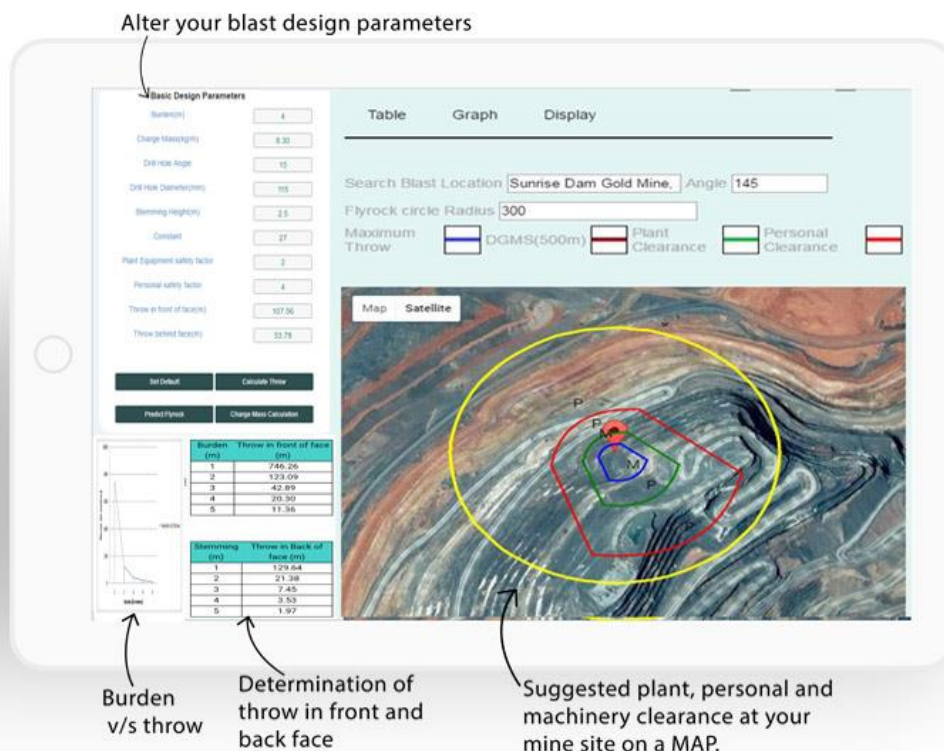 Alter your blast design parameters
Basic Design Parameters
Burden(m) 4
Charge Mass(kg/m) 8.30
Drill Hole Angle 15
Drill Hole Diameter(mm) 115
Stemming Height(m) 2.5
Constant 27
Plant Equipment safety factor 2
Personal safety factor 4
Throw in front of face(m) 107.56
Throw behind face(m) 53.78
Set Default Calculate Throw
Predict Flyrock Charge Mass Calculation
Table Graph Display
Search Blast Location Sunrise Dam Gold Mine, Angle 145
Flyrock circle Radius 300
Maximum Throw DGMS(500m) Plant Clearance Personal Clearance
Map Satellite
P
P
M
M
P
P
Burden (m) Throw in front of face (m)
1 746.26
2 123.09
3 42.89
4 20.30
5 11.36
Stemming (m) Throw in Back of face (m)
1 129.64
2 21.38
3 7.45
4 3.53
5 1.97
Burden
v/s throw
Determination of
throw in front and
back face
Suggested plant, personal and
machinery clearance at your
mine site on a MAP.